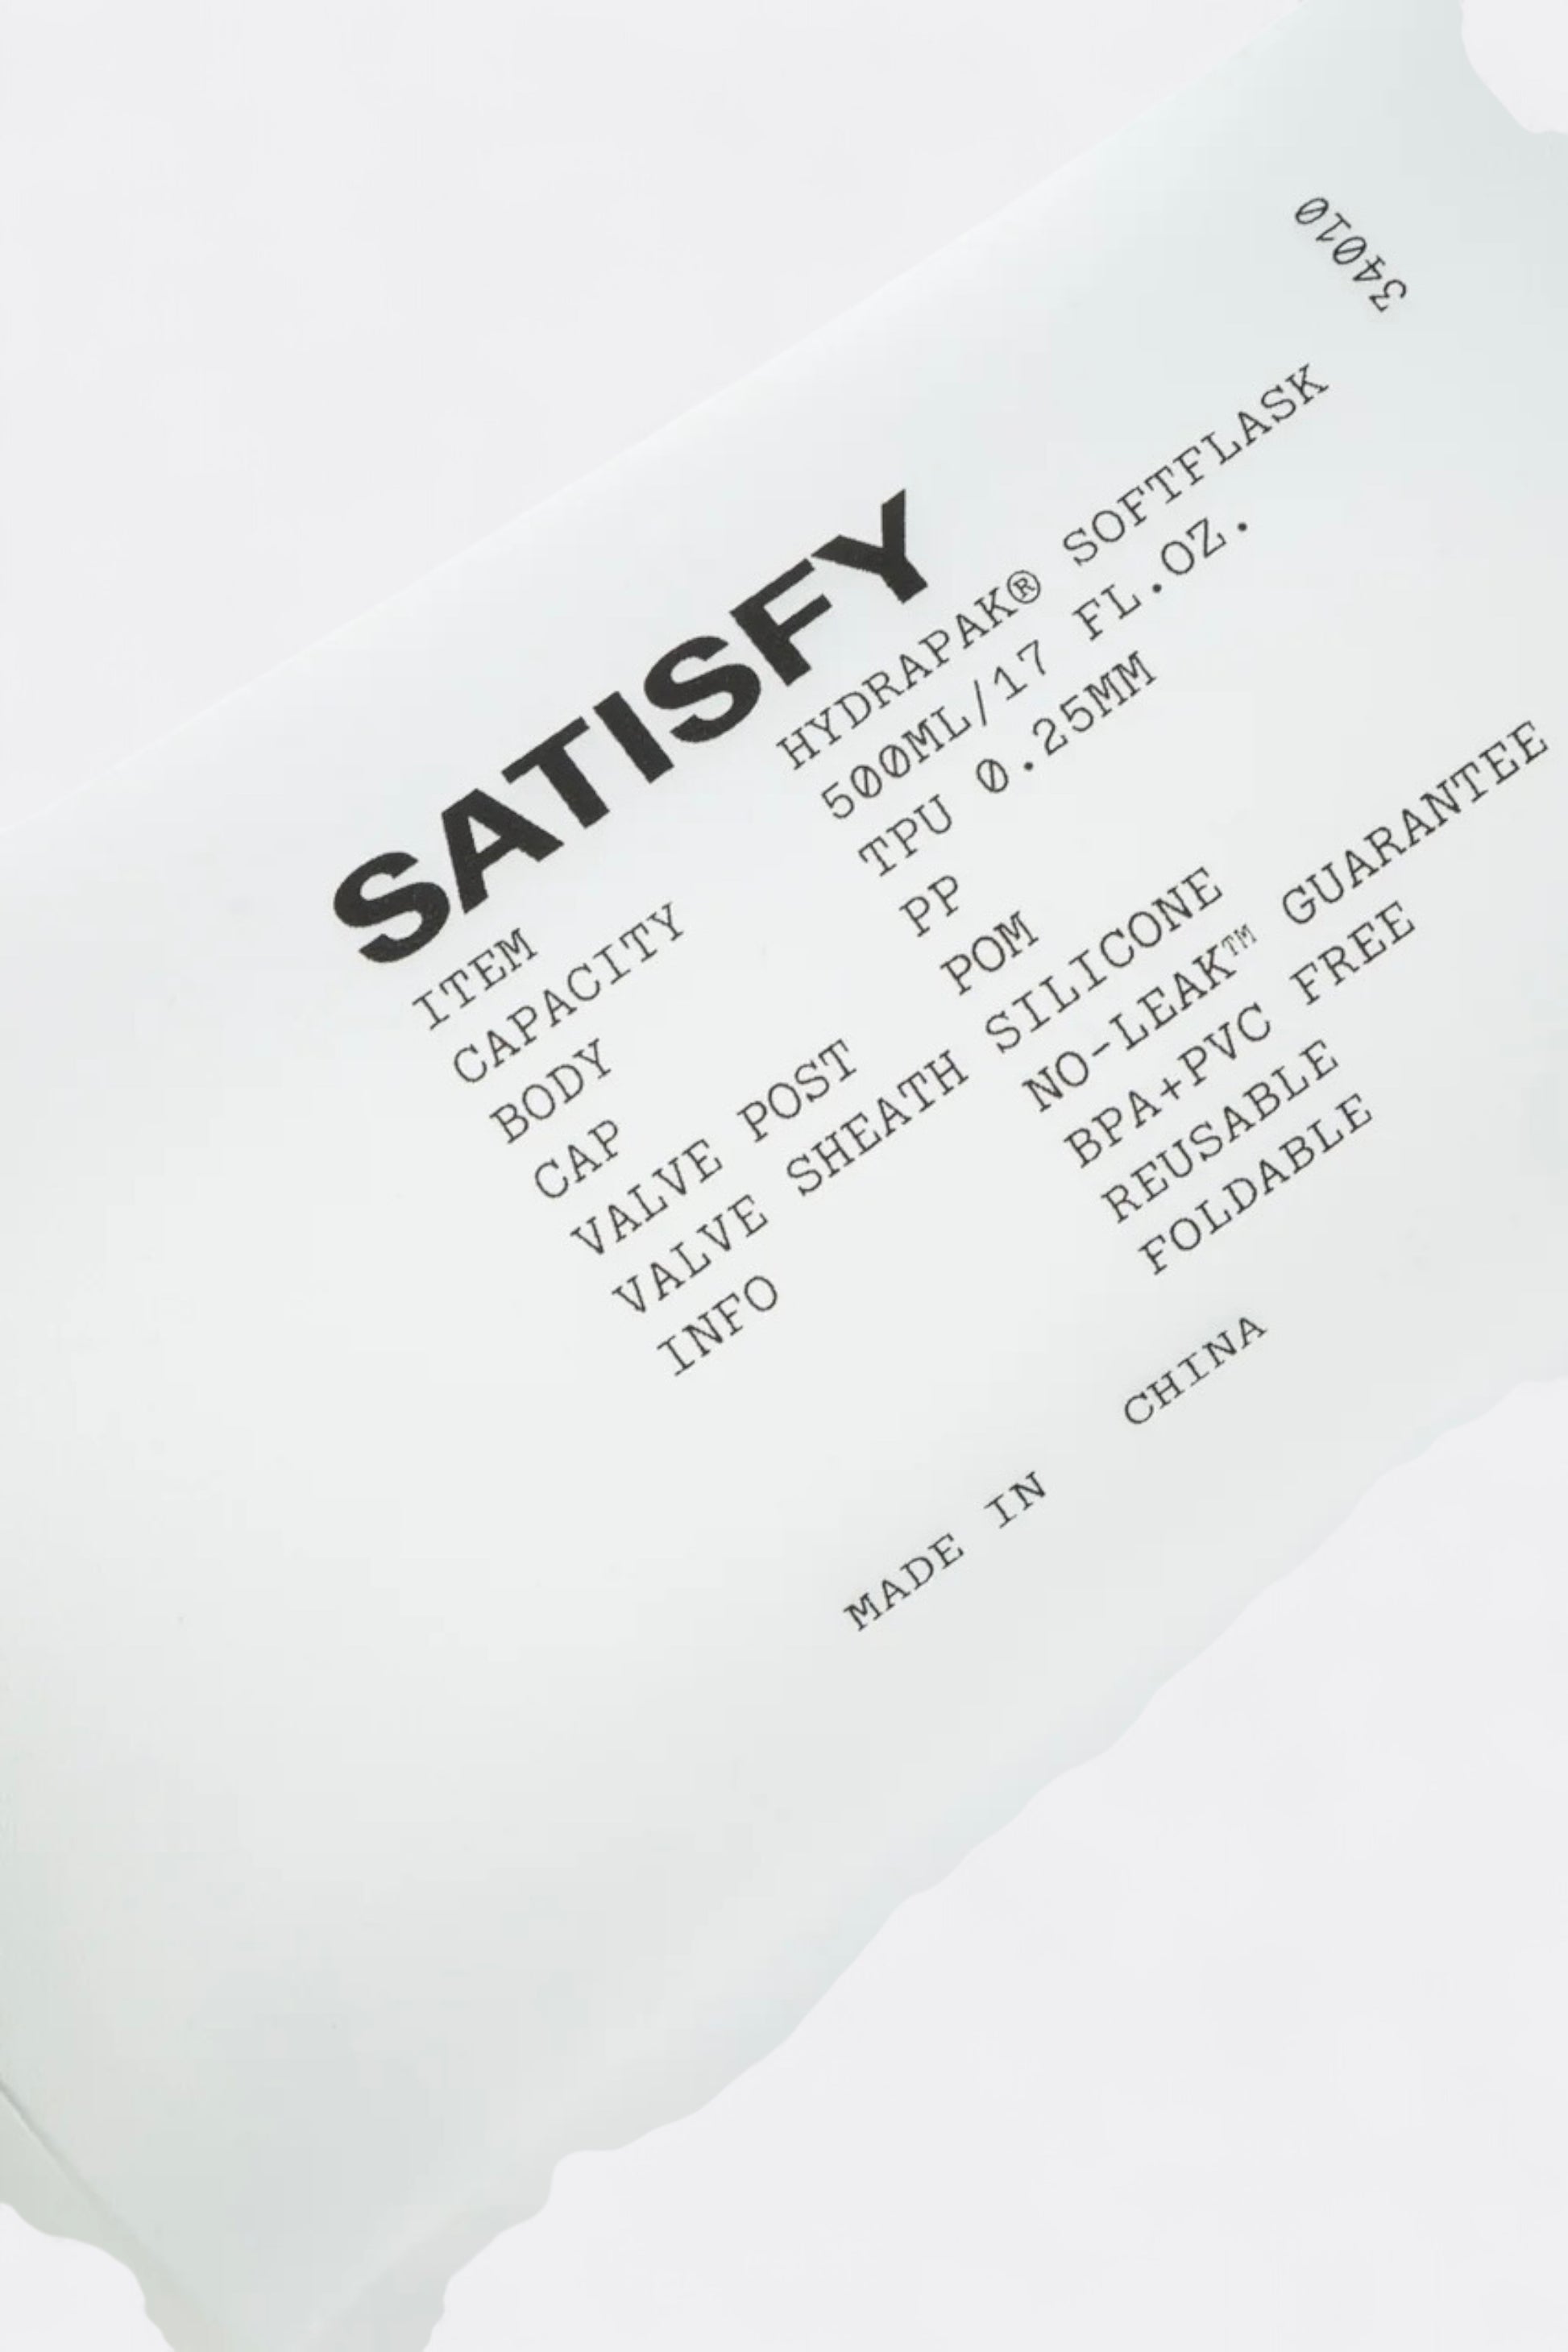 34010
SATISFY
ITEM HYDRAPAK® SOFTFLASK
CAPACITY 500ML/17 FL.OZ.
BODY TPU 0.25MM
CAP PP
VALVE POST POM
VALVE SHEATH SILICONE
INFO NO-LEAK™ GUARANTEE
BPA+PVC FREE
REUSABLE
FOLDABLE
MADE IN CHINA